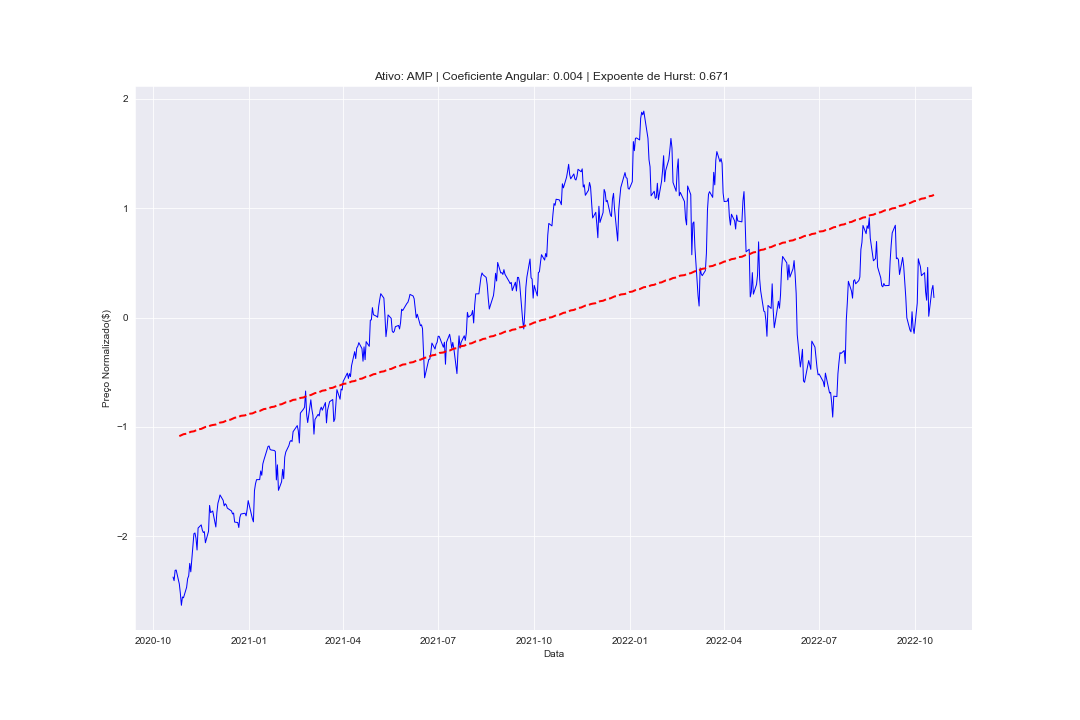 Ativo: AMP | Coeficiente Angular: 0.004 | Expoente de Hurst: 0.671
Preço Normalizado($)
2
1
0
−1
−2
2020-10 2021-01 2021-04 2021-07 2021-10 2022-01 2022-04 2022-07 2022-10
Data